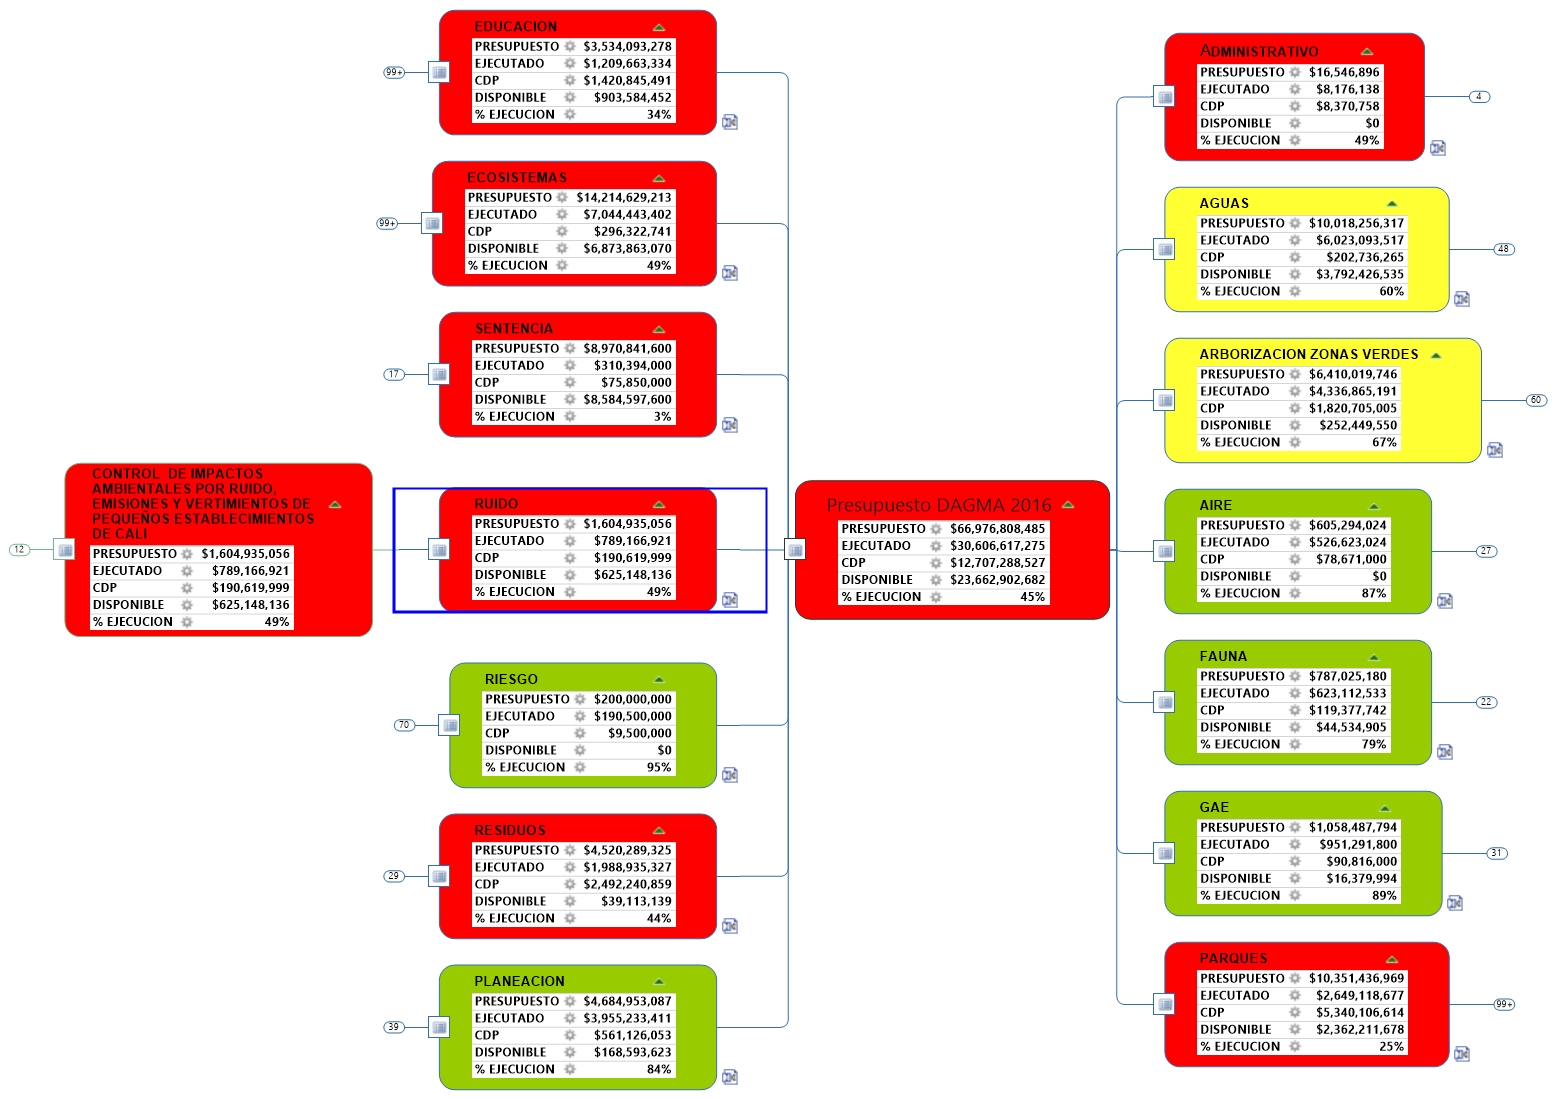 EDUCACION
PRESUPUESTO $3,534,093,278
EJECUTADO $1,209,663,334
CDP $1,420,845,491
DISPONIBLE $903,584,452
% EJECUCION 34%
99+
ECOSISTEMAS
PRESUPUESTO $14,214,629,213
EJECUTADO $7,044,443,402
CDP $296,322,741
DISPONIBLE $6,873,863,070
% EJECUCION 49%
99+
SENTENCIA
PRESUPUESTO $8,970,841,600
EJECUTADO $310,394,000
CDP $75,850,000
DISPONIBLE $8,584,597,600
% EJECUCION 3%
17
CONTROL DE IMPACTOS
AMBIENTALES POR RUIDO,
EMISIONES Y VERTIMIENTOS DE
PEQUEÑOS ESTABLECIMIENTOS
DE CALI
PRESUPUESTO $1,604,935,056
EJECUTADO $789,166,921
CDP $190,619,999
DISPONIBLE $625,148,136
% EJECUCION 49%
12
RUIDO
PRESUPUESTO $1,604,935,056
EJECUTADO $789,166,921
CDP $190,619,999
DISPONIBLE $625,148,136
% EJECUCION 49%
RIESGO
PRESUPUESTO $200,000,000
EJECUTADO $190,500,000
CDP $9,500,000
DISPONIBLE $0
% EJECUCION 95%
70
RESIDUOS
PRESUPUESTO $4,520,289,325
EJECUTADO $1,988,935,327
CDP $2,492,240,859
DISPONIBLE $39,113,139
% EJECUCION 44%
29
PLANEACION
PRESUPUESTO $4,684,953,087
EJECUTADO $3,955,233,411
CDP $561,126,053
DISPONIBLE $168,593,623
% EJECUCION 84%
39
Presupuesto DAGMA 2016
PRESUPUESTO $66,976,808,485
EJECUTADO $30,606,617,275
CDP $12,707,288,527
DISPONIBLE $23,662,902,682
% EJECUCION 45%
ADMINISTRATIVO
PRESUPUESTO $16,546,896
EJECUTADO $8,176,138
CDP $8,370,758
DISPONIBLE $0
% EJECUCION 49%
4
AGUAS
PRESUPUESTO $10,018,256,317
EJECUTADO $6,023,093,517
CDP $202,736,265
DISPONIBLE $3,792,426,535
% EJECUCION 60%
48
ARBORIZACION ZONAS VERDES
PRESUPUESTO $6,410,019,746
EJECUTADO $4,336,865,191
CDP $1,820,705,005
DISPONIBLE $252,449,550
% EJECUCION 67%
60
AIRE
PRESUPUESTO $605,294,024
EJECUTADO $526,623,024
CDP $78,671,000
DISPONIBLE $0
% EJECUCION 87%
27
FAUNA
PRESUPUESTO $787,025,180
EJECUTADO $623,112,533
CDP $119,377,742
DISPONIBLE $44,534,905
% EJECUCION 79%
22
GAE
PRESUPUESTO $1,058,487,794
EJECUTADO $951,291,800
CDP $90,816,000
DISPONIBLE $16,379,994
% EJECUCION 89%
31
PARQUES
PRESUPUESTO $10,351,436,969
EJECUTADO $2,649,118,677
CDP $5,340,106,614
DISPONIBLE $2,362,211,678
% EJECUCION 25%
99+